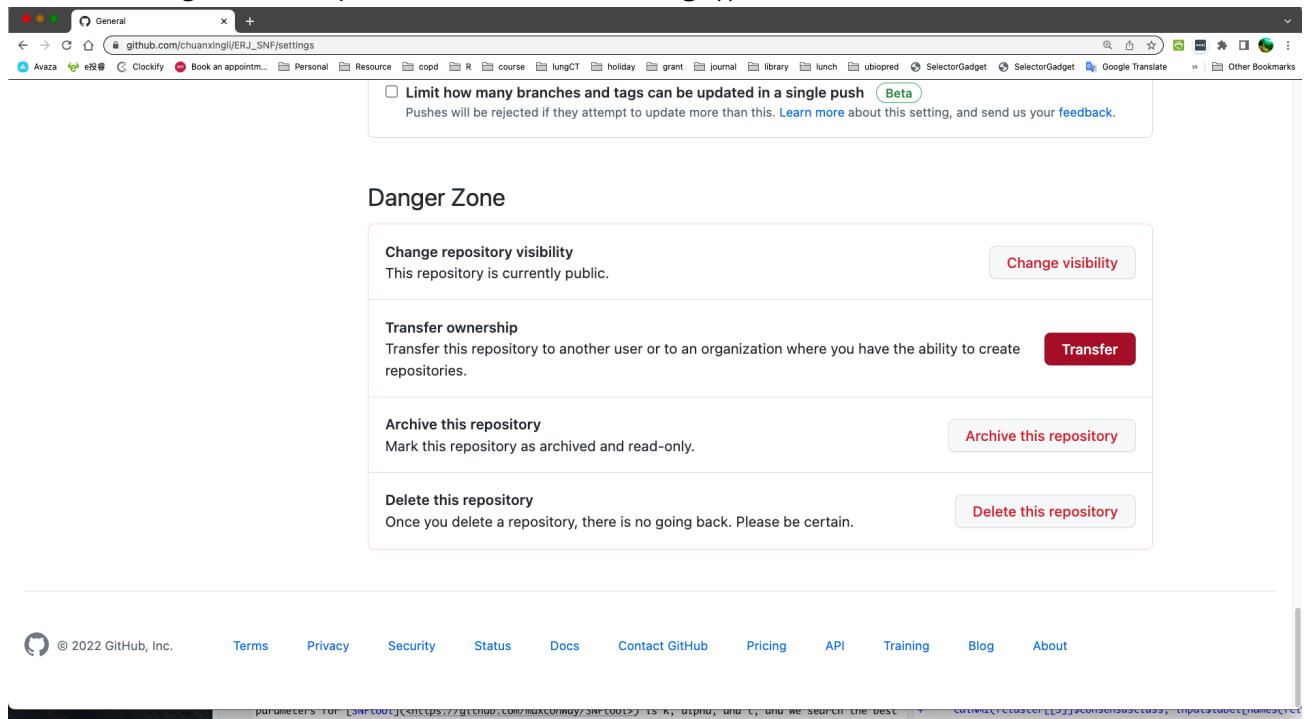 General
github.com/chuanxingli/ERJ_SNF/settings
Avaza e投睿 Clockify Book an appointm... Personal Resource copd R course lungCT holiday grant journal library lunch ubiopred SelectorGadget SelectorGadget Google Translate » Other Bookmarks
Limit how many branches and tags can be updated in a single push Beta
Pushes will be rejected if they attempt to update more than this. Learn more about this setting, and send us your feedback.
Danger Zone
Change repository visibility
This repository is currently public.
Change visibility
Transfer ownership
Transfer this repository to another user or to an organization where you have the ability to create
repositories.
Transfer
Archive this repository
Mark this repository as archived and read-only.
Archive this repository
Delete this repository
Once you delete a repository, there is no going back. Please be certain.
Delete this repository
© 2022 GitHub, Inc. Terms Privacy Security Status Docs Contact GitHub Pricing API Training Blog About